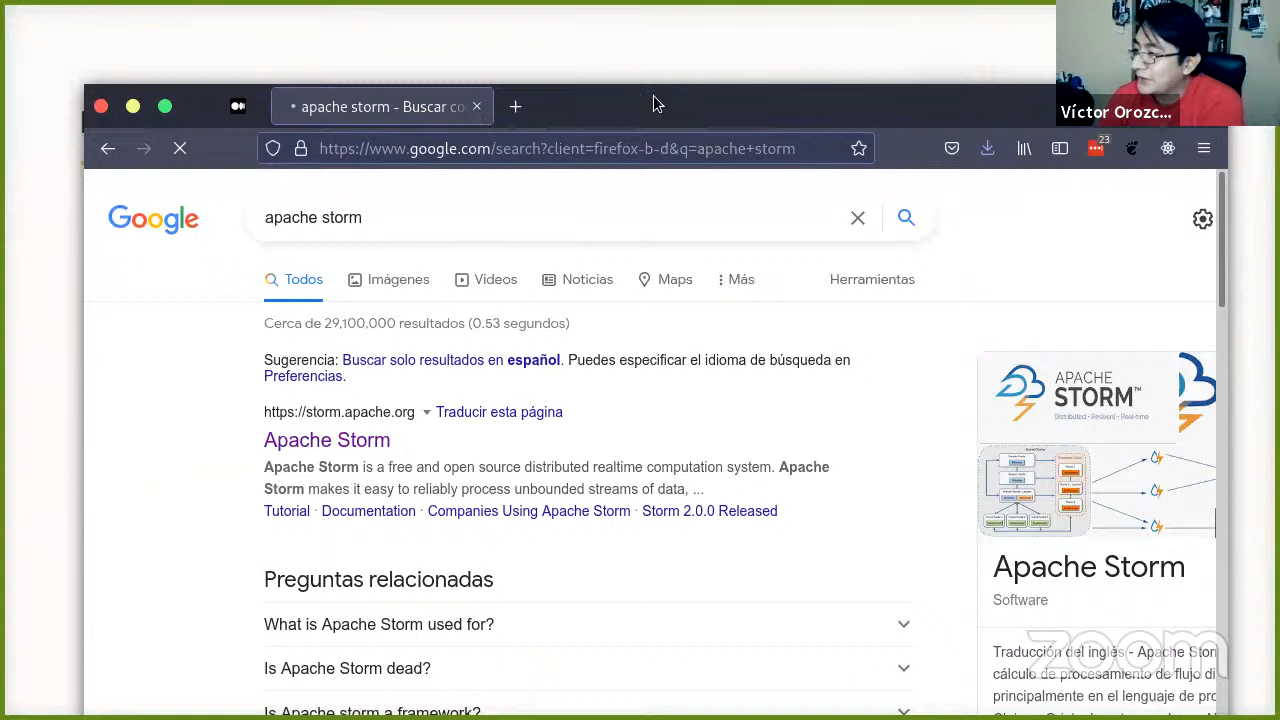 apache storm - Buscar co
https://www.google.com/search?client=firefox-b-d&q=apache+storm
23
Víctor Orozc...
Google
apache storm
Todos
Imágenes
Videos
Noticias
Maps
Más
Herramientas
Cerca de 29,100,000 resultados (0.53 segundos)
Sugerencia: Buscar solo resultados en español. Puedes especificar el idioma de búsqueda en
Preferencias.
https://storm.apache.org
Traducir esta página
Apache Storm
Apache Storm is a free and open source distributed realtime computation system. Apache
Storm makes it easy to reliably process unbounded streams of data, ...
Tutorial · Documentation · Companies Using Apache Storm · Storm 2.0.0 Released
Preguntas relacionadas
What is Apache Storm used for?
Is Apache Storm dead?
Is Apache storm a framework?
APACHE
STORM™
Distributed • Resilient • Real-time
Apache Storm
Software
Traducción del inglés - Apache Storm
cálculo de procesamiento de flujo di
principalmente en el lenguaje de pro
zoom